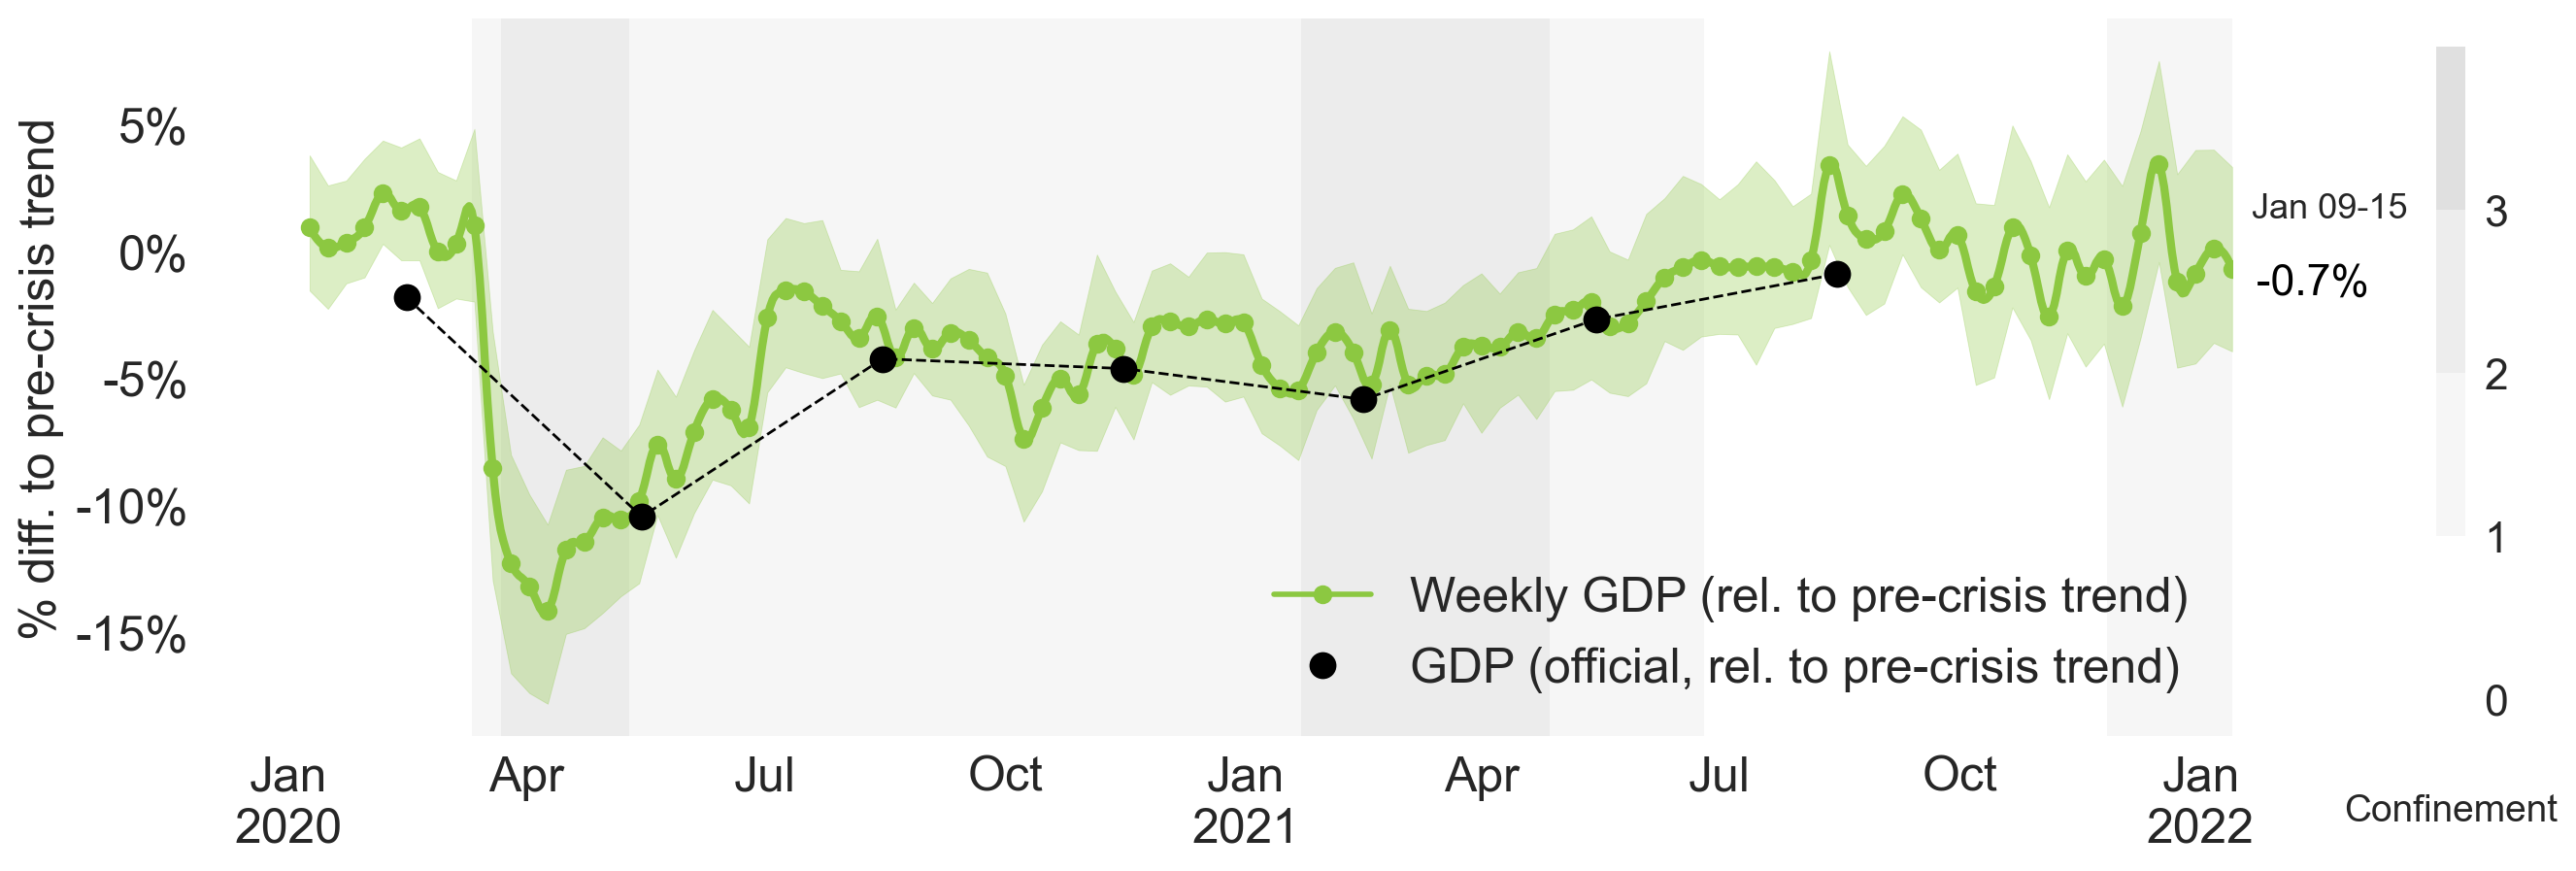 % diff. to pre-crisis trend
5%
0%
-5%
-10%
-15%
Jan 09-15
-0.7%
Weekly GDP (rel. to pre-crisis trend)
GDP (official, rel. to pre-crisis trend)
3
2
1
0
Confinement
Jan
2020
Apr
Jul
Oct
Jan
2021
Apr
Jul
Oct
Jan
2022